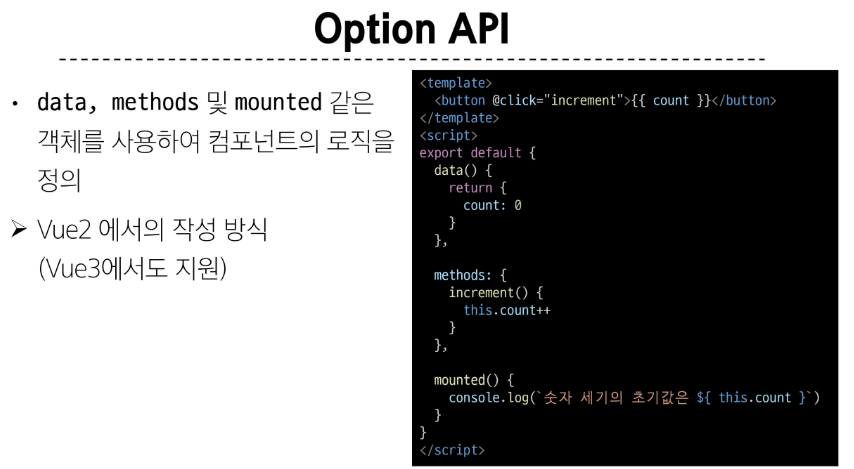 Option API
• data, methods 및 mounted 같은
객체를 사용하여 컴포넌트의 로직을
정의
➢ Vue2 에서의 작성 방식
(Vue3에서도 지원)
<template>
  <button @click="increment">{{ count }}</button>
</template>
<script>
export default {
  data() {
    return {
      count: 0
    }
  },

  methods: {
    increment() {
      this.count++
    }
  },

  mounted() {
    console.log(`숫자 세기의 초기값은 ${ this.count }`)
  }
}
</script>